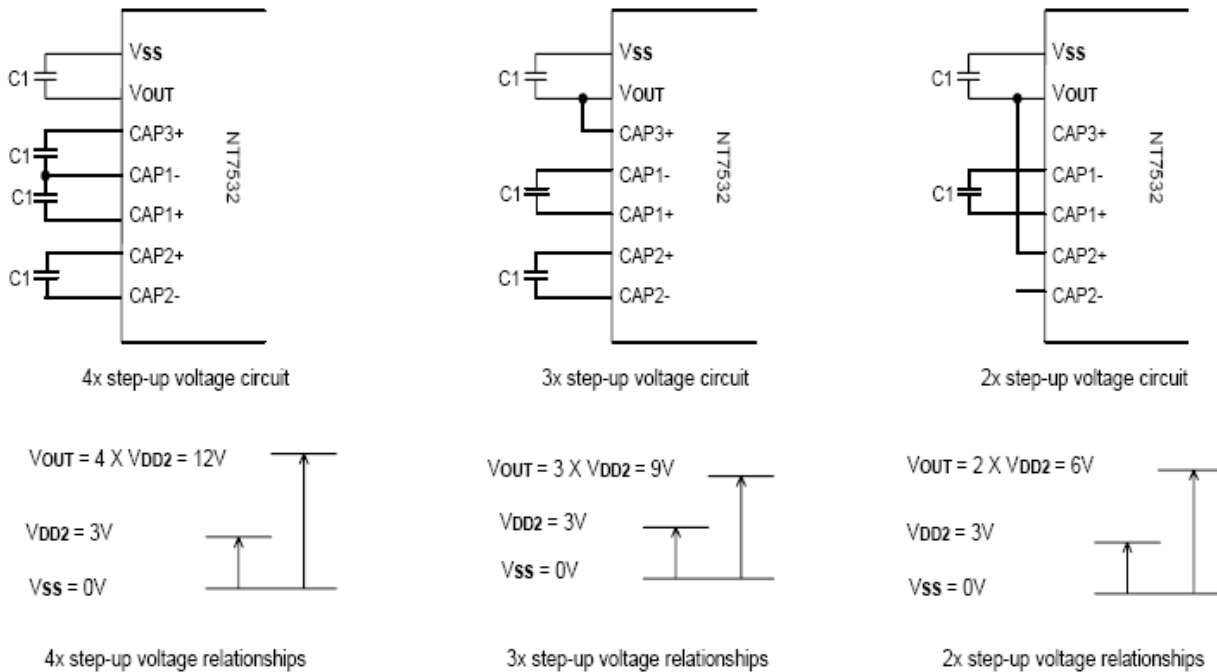 VSS
C1
VOUT
CAP3+
C1
CAP1-
C1
CAP1+
CAP2+
C1
CAP2-
NT7532
4x step-up voltage circuit
VSS
C1
VOUT
CAP3+
CAP1-
C1
CAP1+
CAP2+
C1
CAP2-
NT7532
3x step-up voltage circuit
VSS
C1
VOUT
CAP3+
CAP1-
C1
CAP1+
CAP2+
CAP2-
NT7532
2x step-up voltage circuit
VOUT = 4 X VDD2 = 12V
VDD2 = 3V
VSS = 0V
4x step-up voltage relationships
VOUT = 3 X VDD2 = 9V
VDD2 = 3V
VSS = 0V
3x step-up voltage relationships
VOUT = 2 X VDD2 = 6V
VDD2 = 3V
VSS = 0V
2x step-up voltage relationships